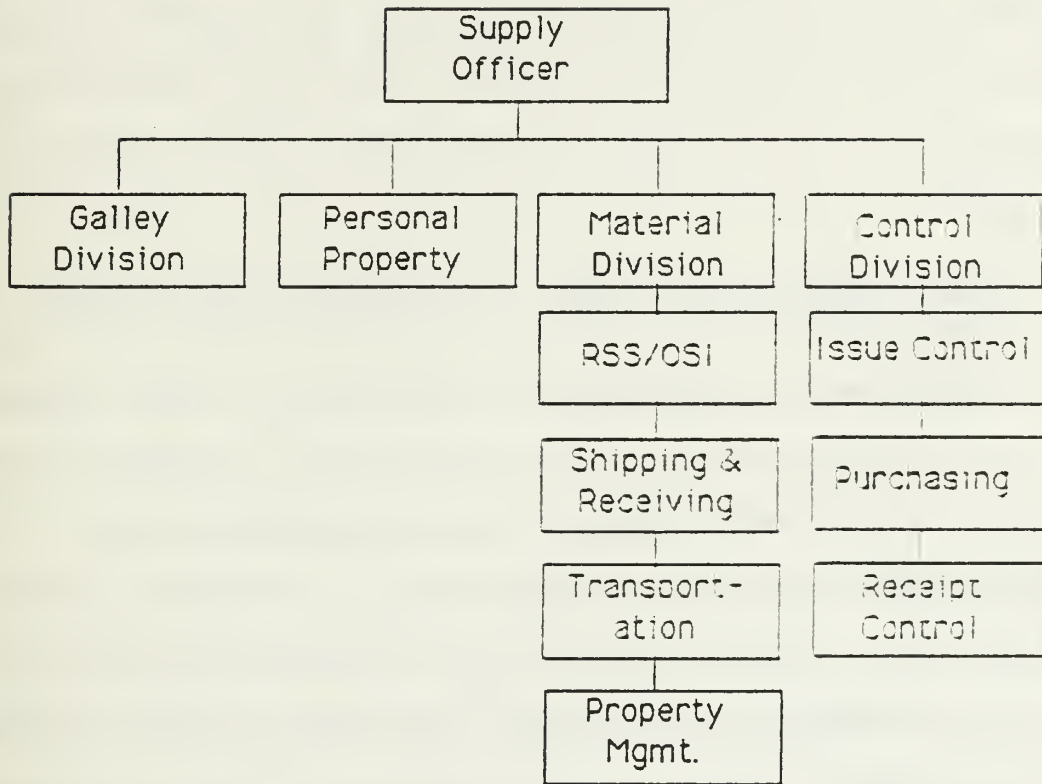 Supply
Officer
Galley
Division
Personal
Property
Material
Division
Control
Division
RSS/OSI
Issue Control
Shipping &
Receiving
Purchasing
Transport-
ation
Receipt
Control
Property
Mgmt.